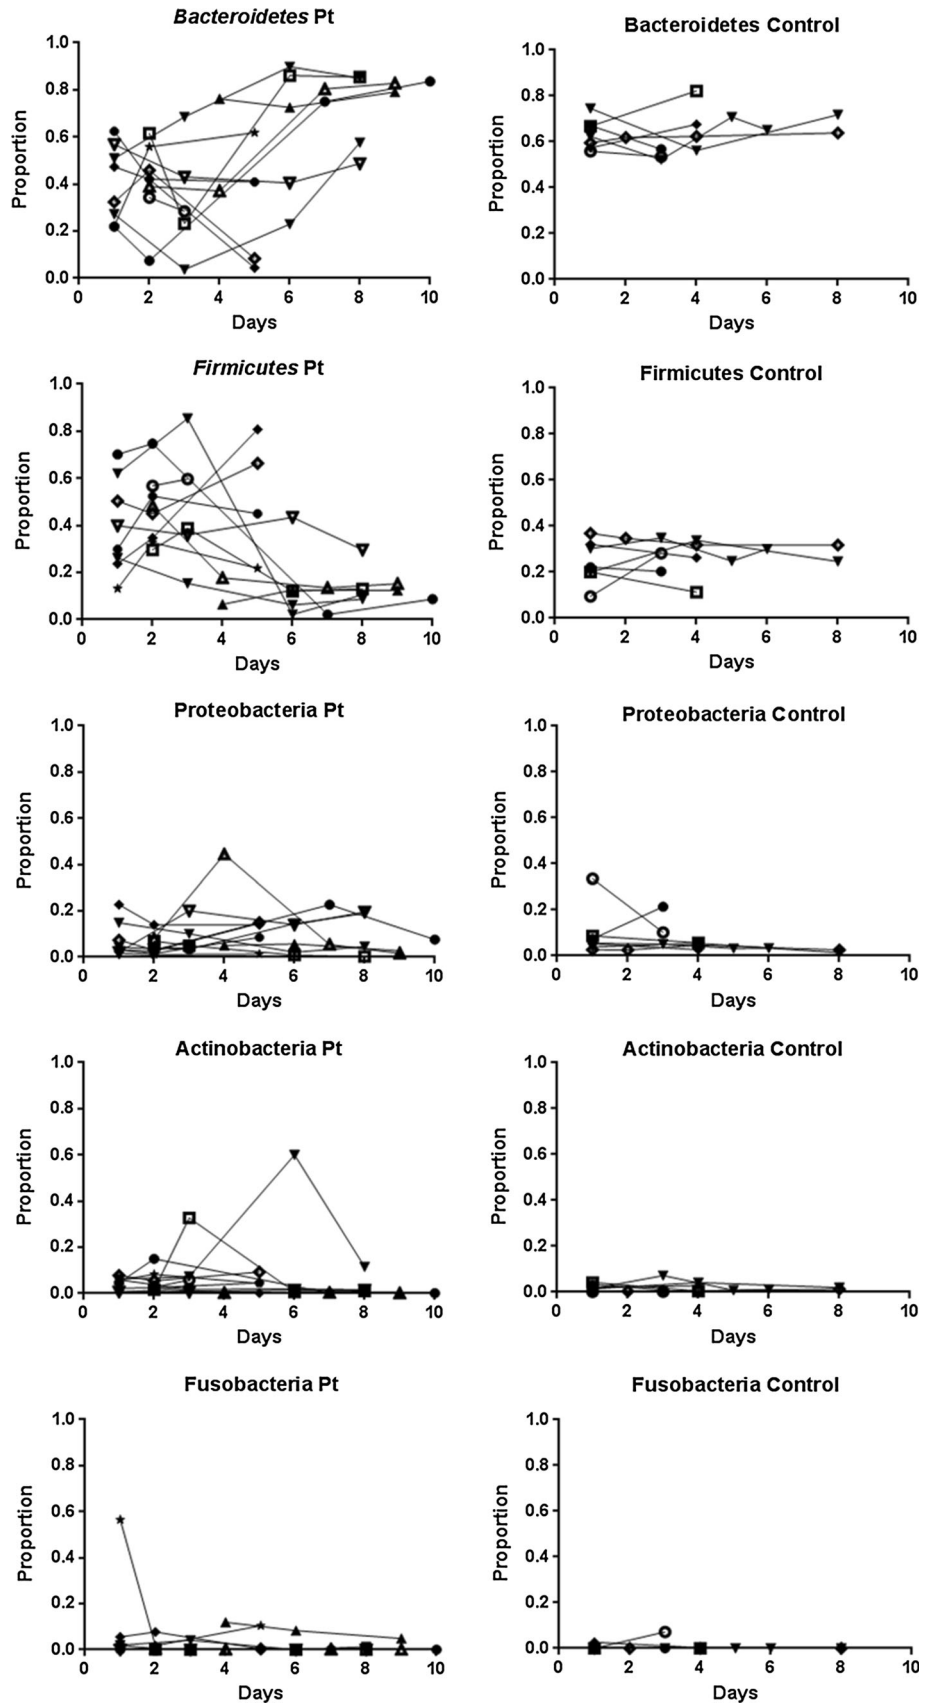 Bacteroidetes Pt
1.0
0.8
0.6
0.4
0.2
0.0
Proportion
0 2 4 6 8 10
Days
Bacteroidetes Control
1.0
0.8
0.6
0.4
0.2
0.0
Proportion
0 2 4 6 8 10
Days
Firmicutes Pt
1.0
0.8
0.6
0.4
0.2
0.0
Proportion
0 2 4 6 8 10
Days
Firmicutes Control
1.0
0.8
0.6
0.4
0.2
0.0
Proportion
0 2 4 6 8 10
Days
Proteobacteria Pt
1.0
0.8
0.6
0.4
0.2
0.0
Proportion
0 2 4 6 8 10
Days
Proteobacteria Control
1.0
0.8
0.6
0.4
0.2
0.0
Proportion
0 2 4 6 8 10
Days
Actinobacteria Pt
1.0
0.8
0.6
0.4
0.2
0.0
Proportion
0 2 4 6 8 10
Days
Actinobacteria Control
1.0
0.8
0.6
0.4
0.2
0.0
Proportion
0 2 4 6 8 10
Days
Fusobacteria Pt
1.0
0.8
0.6
0.4
0.2
0.0
Proportion
0 2 4 6 8 10
Days
Fusobacteria Control
1.0
0.8
0.6
0.4
0.2
0.0
Proportion
0 2 4 6 8 10
Days